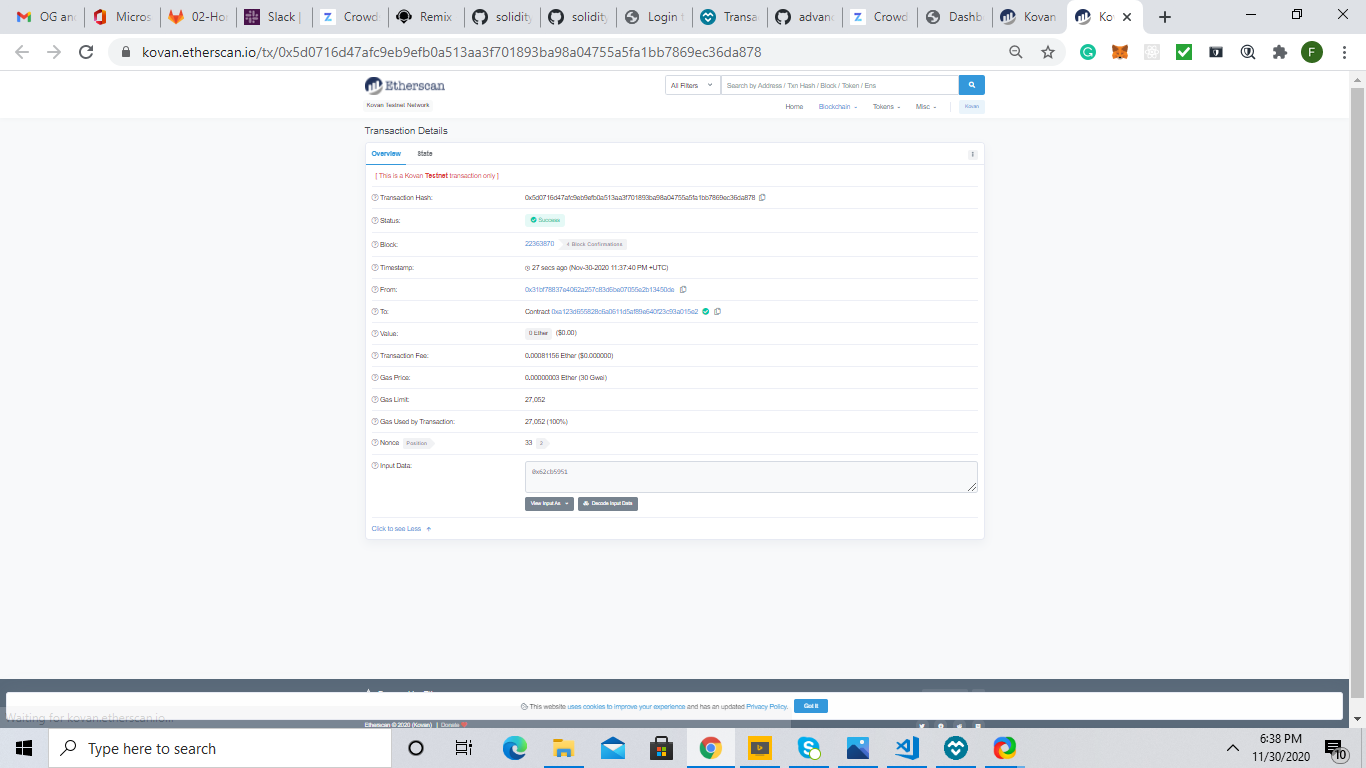 OG an
Micros
02-Hor
Slack |
Crowd
Remix
solidity
solidity
Login
Transa
advanc
Crowd
Dashb
Kovan
Ko
kovan.etherscan.io/tx/0x5d0716d47afc9eb9efb0a513aa3f701893ba98a04755a5fa1bb7869ec36da878
F
Etherscan
All Filters
Search by Address / Txn Hash / Block / Token / Ens
Kovan Testnet Network
Home Blockchain Tokens Misc Kovan
Transaction Details
Overview State
[ This is a Kovan Testnet transaction only ]
Transaction Hash: 0x5d0716d47afc9eb9efb0a513aa3f701893ba98a04755a5fa1bb7869ec36da878
Status: Success
Block: 22363870 4 Block Confirmations
Timestamp: 27 secs ago (Nov-30-2020 11:37:40 PM +UTC)
From:
To: Contract
Value: 0 Ether ($0.00)
Transaction Fee: 0.00081156 Ether ($0.000000)
Gas Price: 0.00000003 Ether (30 Gwei)
Gas Limit: 27,052
Gas Used by Transaction: 27,052 (100%)
Nonce Position 33 2
Input Data: 0x62cb5951
View Input As Decode Input Data
Click to see Less
This website uses cookies to improve your experience and has an updated Privacy Policy. Got It
Waiting for kovan.etherscan.io...
Etherscan © 2020 (Kovan) | Donate
Type here to search
6:38 PM
11/30/2020
10